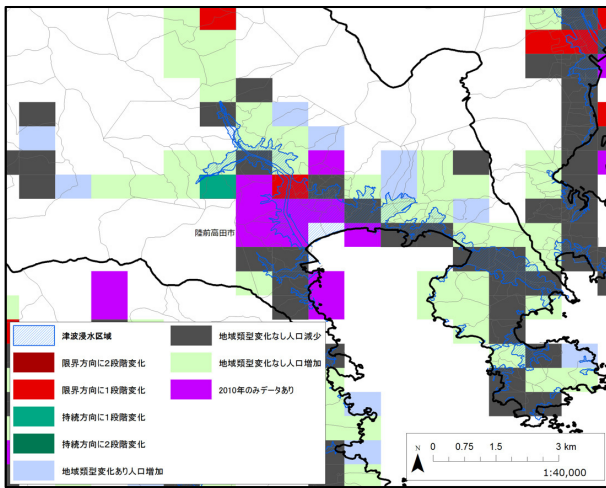 陸前高田市
津波浸水区域
限界方向に2段階変化
限界方向に1段階変化
持続方向に1段階変化
持続方向に2段階変化
地域類型変化あり人口増加
地域類型変化なし人口減少
地域類型変化なし人口増加
2010年のみデータあり
N
0 0.75 1.5 3 km
1:40,000